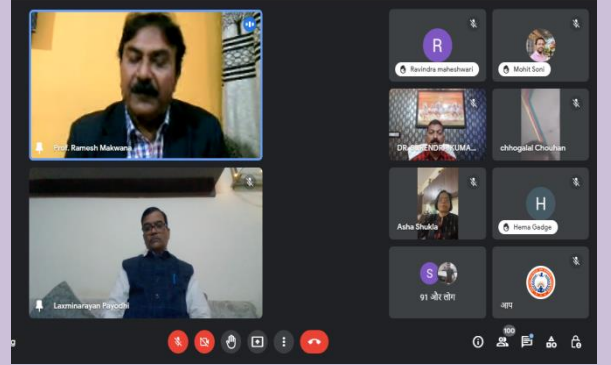 R
Ravindra maheshwari
Mohit Soni
Prof. Ramesh Makwana
chhogalal Chouhan
Asha Shukla
H
Hema Gadge
Laxminarayan Payodhi
S
91 और लोग
आप
100
g